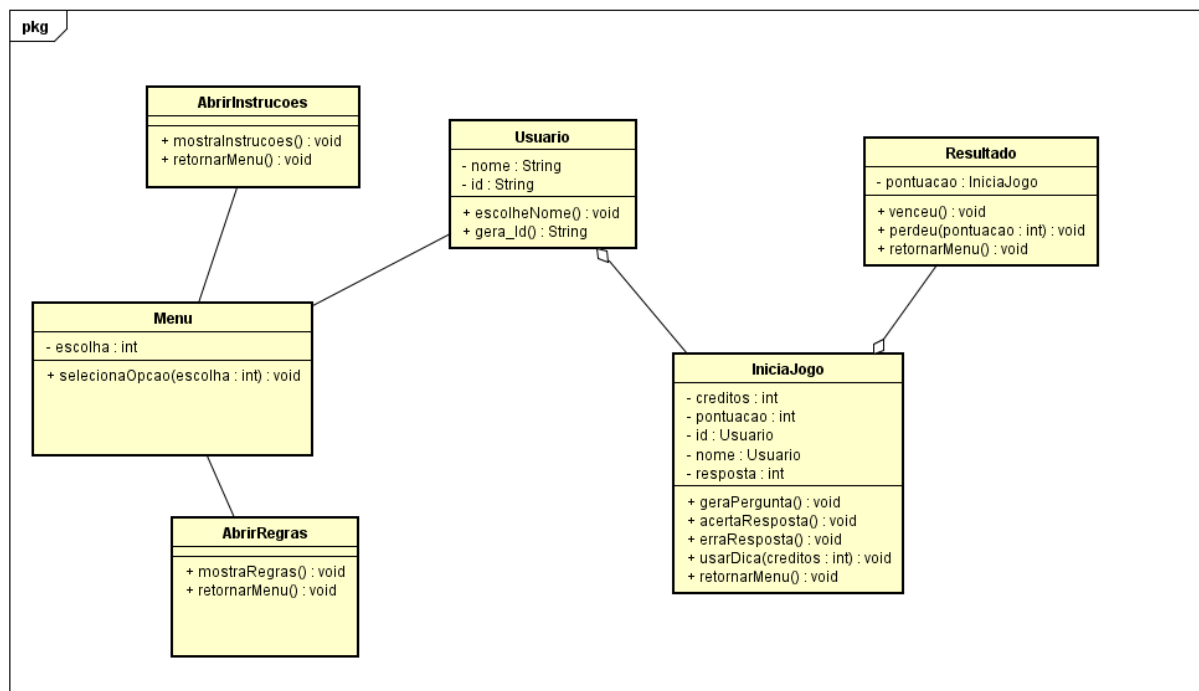 pkg
AbrirInstrucoes
+ mostraInstrucoes() : void
+ retornarMenu() : void
Usuario
- nome : String
- id : String
+ escolheNome() : void
+ gera_Id() : String
Resultado
- pontuacao : IniciaJogo
+ venceu() : void
+ perdeu(pontuacao : int) : void
+ retornarMenu() : void
Menu
- escolha : int
+ selecionaOpcao(escolha : int) : void
IniciaJogo
- creditos : int
- pontuacao : int
- id : Usuario
- nome : Usuario
- resposta : int
+ geraPergunta() : void
+ acertaResposta() : void
+ erraResposta() : void
+ usarDica(creditos : int) : void
+ retornarMenu() : void
AbrirRegras
+ mostraRegras() : void
+ retornarMenu() : void